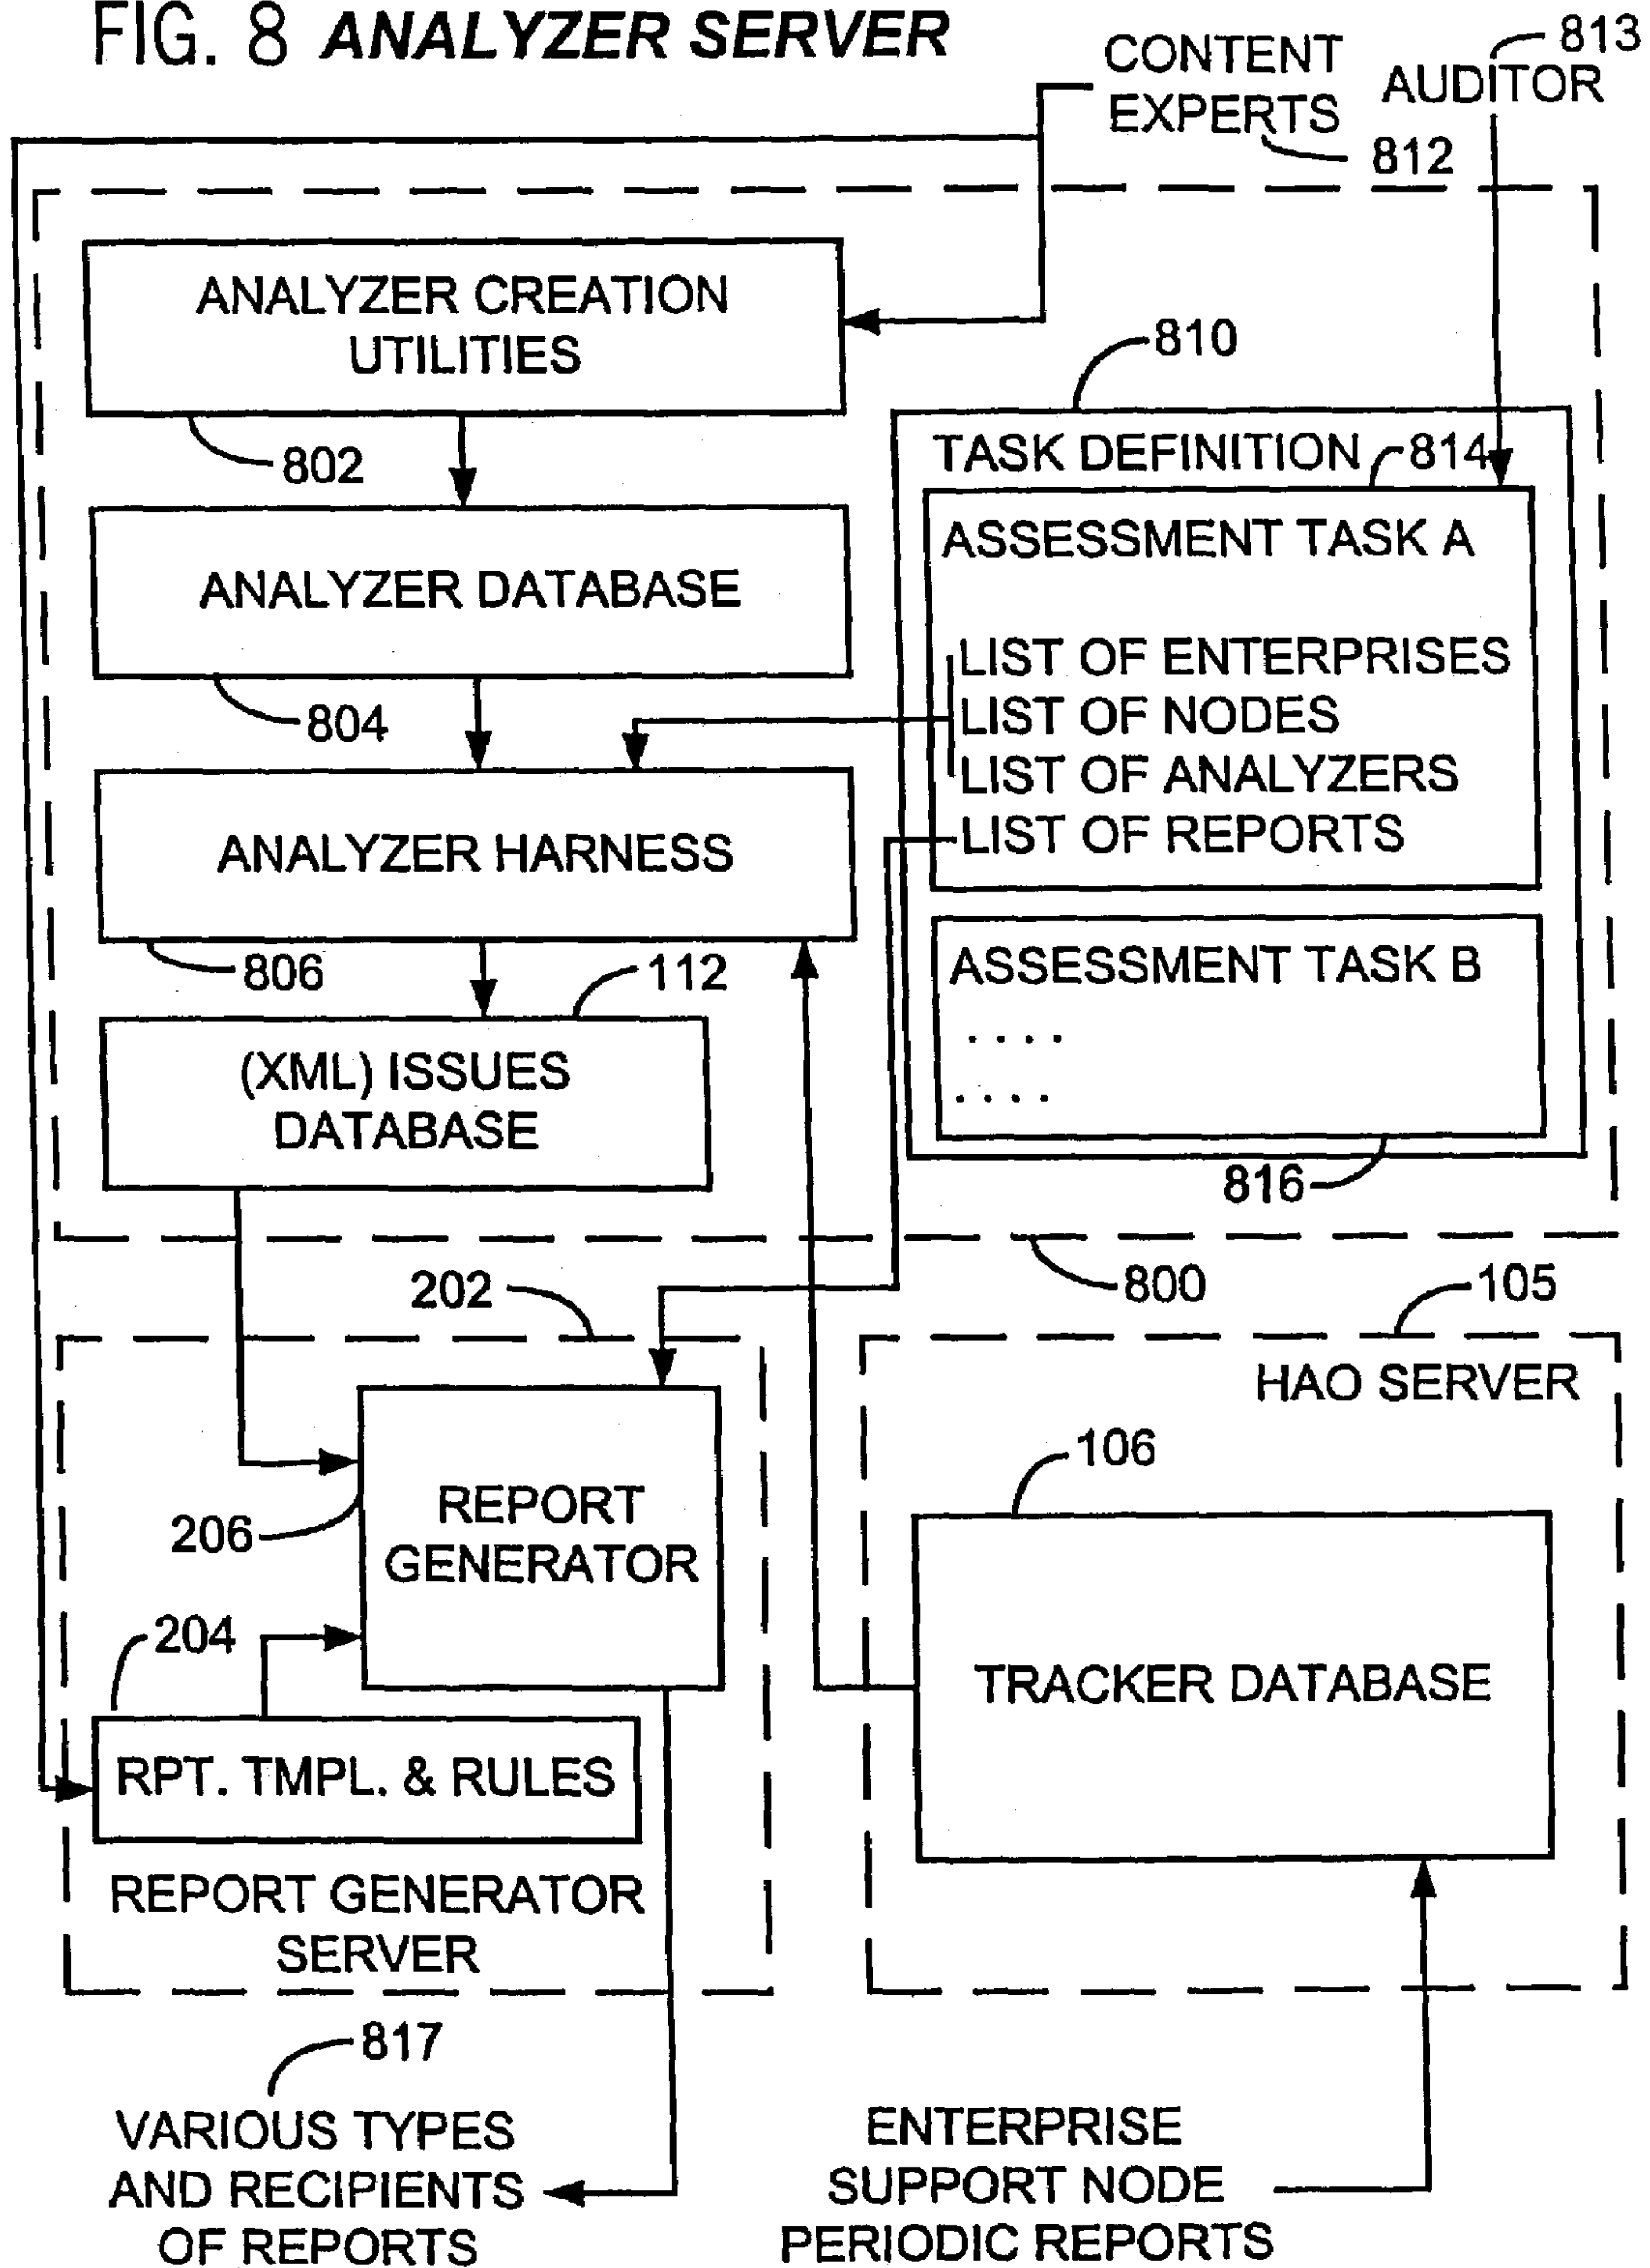 FIG. 8 ANALYZER SERVER
813
CONTENT
EXPERTS
AUDITOR
812
ANALYZER CREATION
UTILITIES
810
802
TASK DEFINITION
814
ANALYZER DATABASE
ASSESSMENT TASK A
LIST OF ENTERPRISES
LIST OF NODES
LIST OF ANALYZERS
LIST OF REPORTS
804
ANALYZER HARNESS
806
112
ASSESSMENT TASK B
. . . .
. . . .
(XML) ISSUES
DATABASE
816
800
202
105
HAO SERVER
106
REPORT
GENERATOR
206
204
TRACKER DATABASE
RPT. TMPL. & RULES
REPORT GENERATOR
SERVER
817
VARIOUS TYPES
AND RECIPIENTS
OF REPORTS
ENTERPRISE
SUPPORT NODE
PERIODIC REPORTS